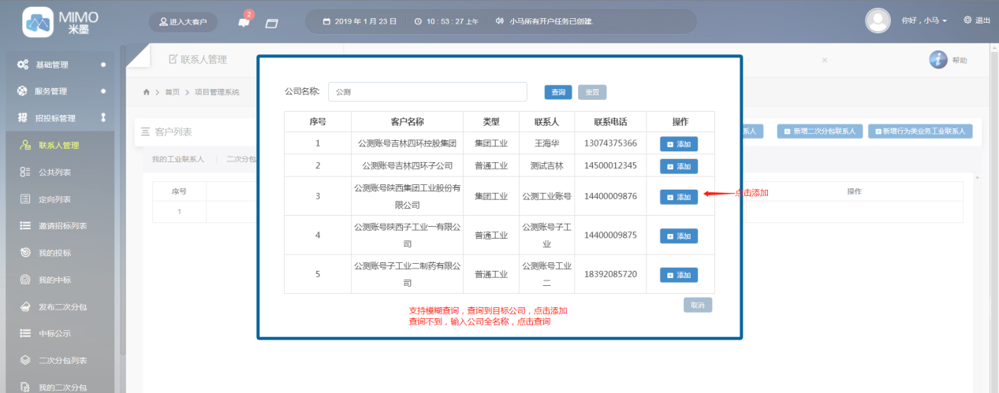 MIMO
米墨
进入大客户
2
2019 年 1 月 23 日
10 : 53 : 27 上午
小马所有开户任务已创建.
你好 , 小马
退出
基础管理
服务管理
招投标管理
联系人管理
公共列表
定向列表
邀请招标列表
我的投标
我的中标
发布二次分包
中标公示
二次分包列表
我的二次分包
联系人管理
×
帮助
首页 > 项目管理系统
客户列表
系人
新增二次分包联系人
新增行为类业务工业联系人
我的工业联系人
二次分包
序号
操作
1
公司名称:
公测
查询
重置
序号 客户名称 类型 联系人 联系电话 操作
1 公测账号吉林四环控股集团 集团工业 王海华 13074375366 添加
2 公测账号吉林四环子公司 普通工业 测试吉林 14500012345 添加
3 公测账号陕西集团工业股份有限公司 集团工业 公测工业账号 14400009876 添加
4 公测账号陕西子工业一有限公司 普通工业 公测账号子工业 14400009875 添加
5 公测账号子工业二制药有限公司 普通工业 公测账号工业二 18392085720 添加
点击添加
取消
支持模糊查询，查询到目标公司，点击添加
查询不到，输入公司全名称，点击查询